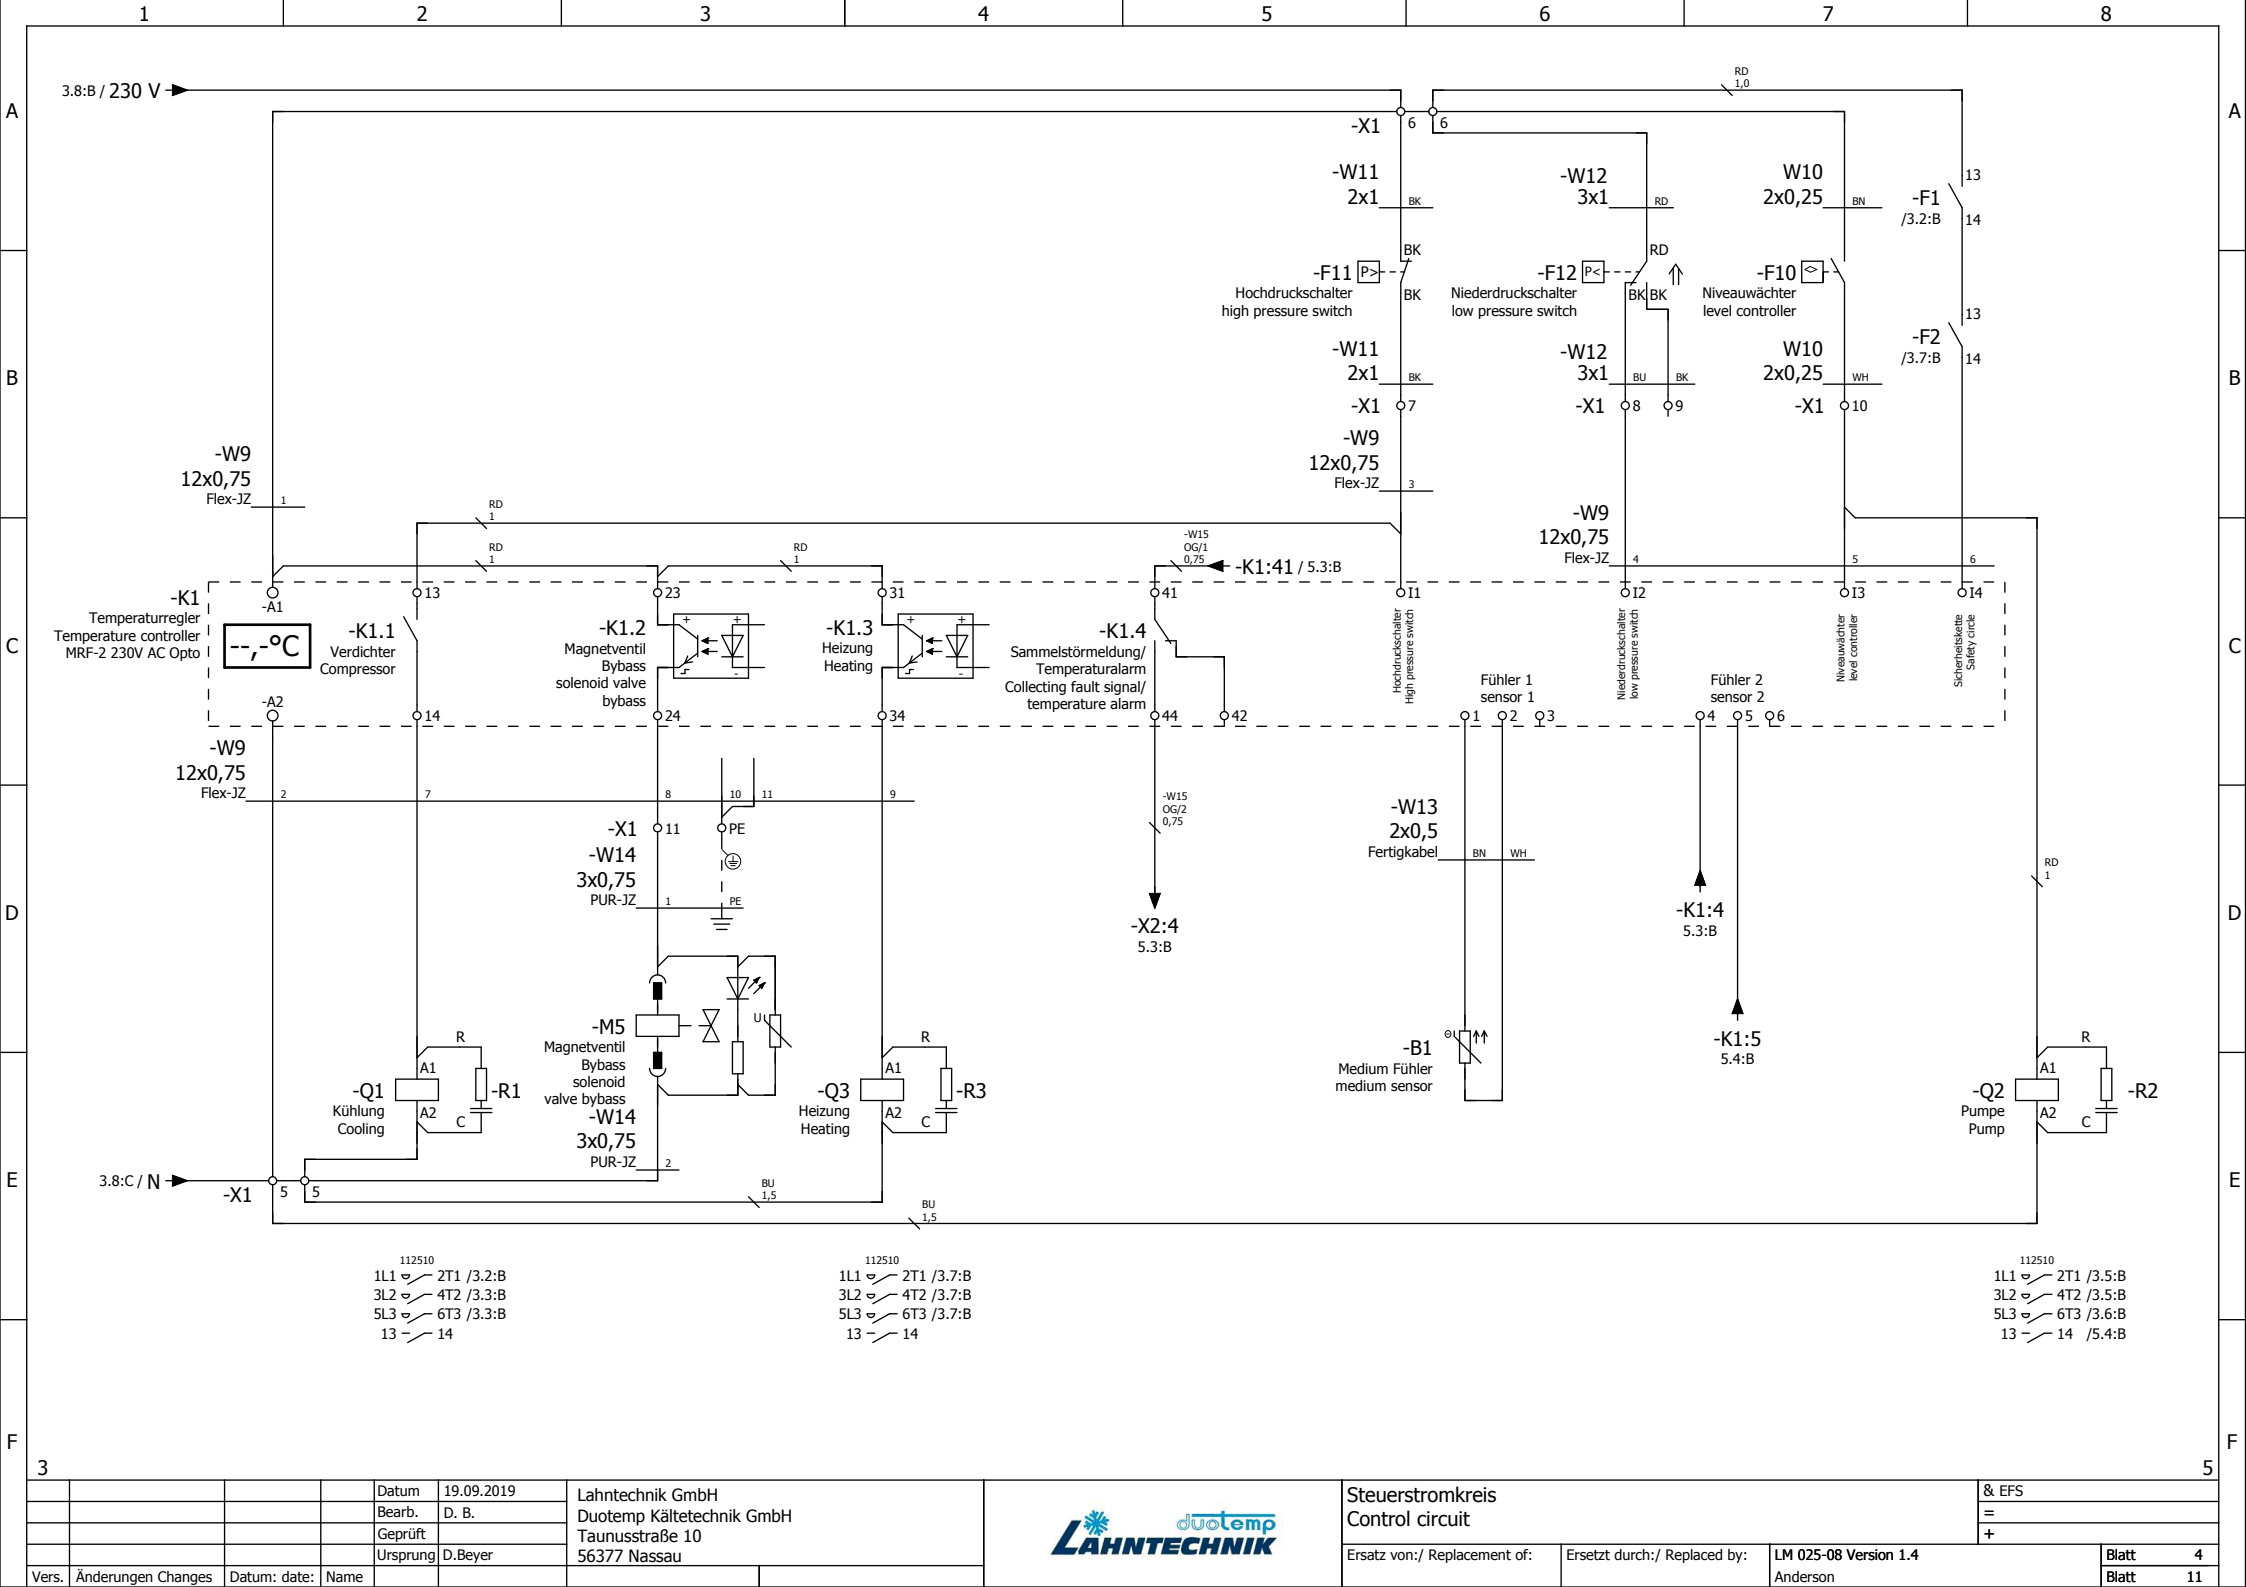 1 2 3 4 5 6 7 8
A A
B B
C C
D D
E E
F F
3.8:B / 230 V
RD
1,0
-X1 6 6
-W11
2x1 BK
-W12
3x1 RD
W10
2x0,25 BN
-F1
/3.2:B
13
14
BK
-F11 P>
Hochdruckschalter
high pressure switch
BK
RD
-F12 P<
Niederdruckschalter
low pressure switch
BK BK
-F10 <>
Niveauwächter
level controller
-F2
/3.7:B
13
14
-W11
2x1 BK
-X1 7
-W12
3x1 BU BK
-X1 8 9
W10
2x0,25 WH
-X1 10
-W9
12x0,75
Flex-JZ 1
-W9
12x0,75
Flex-JZ 3
-W9
12x0,75
Flex-JZ 4 5 6
RD
1
RD
1
RD
1
-W15
OG/1
0,75
-K1:41 / 5.3:B
-K1
Temperaturregler
Temperature controller
MRF-2 230V AC Opto
-A1
--,-°C
-A2
13
-K1.1
Verdichter
Compressor
14
23
-K1.2
Magnetventil
Bybass
solenoid valve
bybass
+ +
- -
24
31
-K1.3
Heizung
Heating
+ +
- -
34
41
-K1.4
Sammelstörmeldung/
Temperaturalarm
Collecting fault signal/
temperature alarm
44 42
I1
Hochdruckschalter
High pressure switch
I2
Niederdruckschalter
low pressure switch
I3
Niveauwächter
level controller
I4
Sicherheitskette
Safety circle
Fühler 1
sensor 1
1 2 3
Fühler 2
sensor 2
4 5 6
-W9
12x0,75
Flex-JZ 2 7 8 10 11 9
-X1 11 PE
-W14
3x0,75
PUR-JZ 1 PE
-W15
OG/2
0,75
-X2:4
5.3:B
-W13
2x0,5
Fertigkabel BN WH
-K1:4
5.3:B
-K1:5
5.4:B
RD
1
-M5
Magnetventil
Bybass
solenoid
valve bybass
U
-W14
3x0,75
PUR-JZ 2
-Q1
Kühlung
Cooling
A1
A2
R
C
-R1
-Q3
Heizung
Heating
A1
A2
R
C
-R3
Θ
-B1
Medium Fühler
medium sensor
-Q2
Pumpe
Pump
A1
A2
R
C
-R2
3.8:C / N
-X1 5 5
BU
1,5
BU
1,5
112510
1L1 2T1 /3.2:B
3L2 4T2 /3.3:B
5L3 6T3 /3.3:B
13 14
112510
1L1 2T1 /3.7:B
3L2 4T2 /3.7:B
5L3 6T3 /3.7:B
13 14
112510
1L1 2T1 /3.5:B
3L2 4T2 /3.5:B
5L3 6T3 /3.6:B
13 14 /5.4:B
3 5
Datum 19.09.2019
Bearb. D. B.
Geprüft
Ursprung D.Beyer
Vers. Änderungen Changes Datum: date: Name
Lahntechnik GmbH
Duotemp Kältetechnik GmbH
Taunusstraße 10
56377 Nassau
duotemp
LAHNTECHNIK
Steuerstromkreis
Control circuit
Ersatz von:/ Replacement of: Ersetzt durch:/ Replaced by:
& EFS
=
+
LM 025-08 Version 1.4
Anderson
Blatt 4
Blatt 11